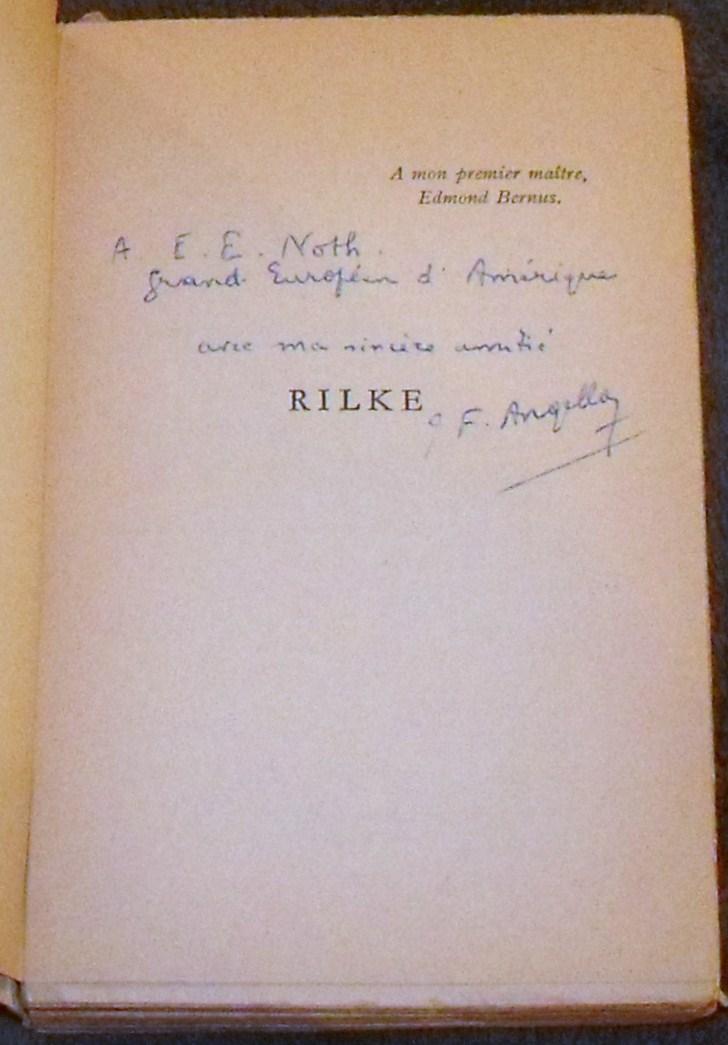 A mon premier maître,
Edmond Bernus.
A E. E. Noth.
grand Européen d'Amérique
avec ma sincère amitié
RILKE
F. Angelloz